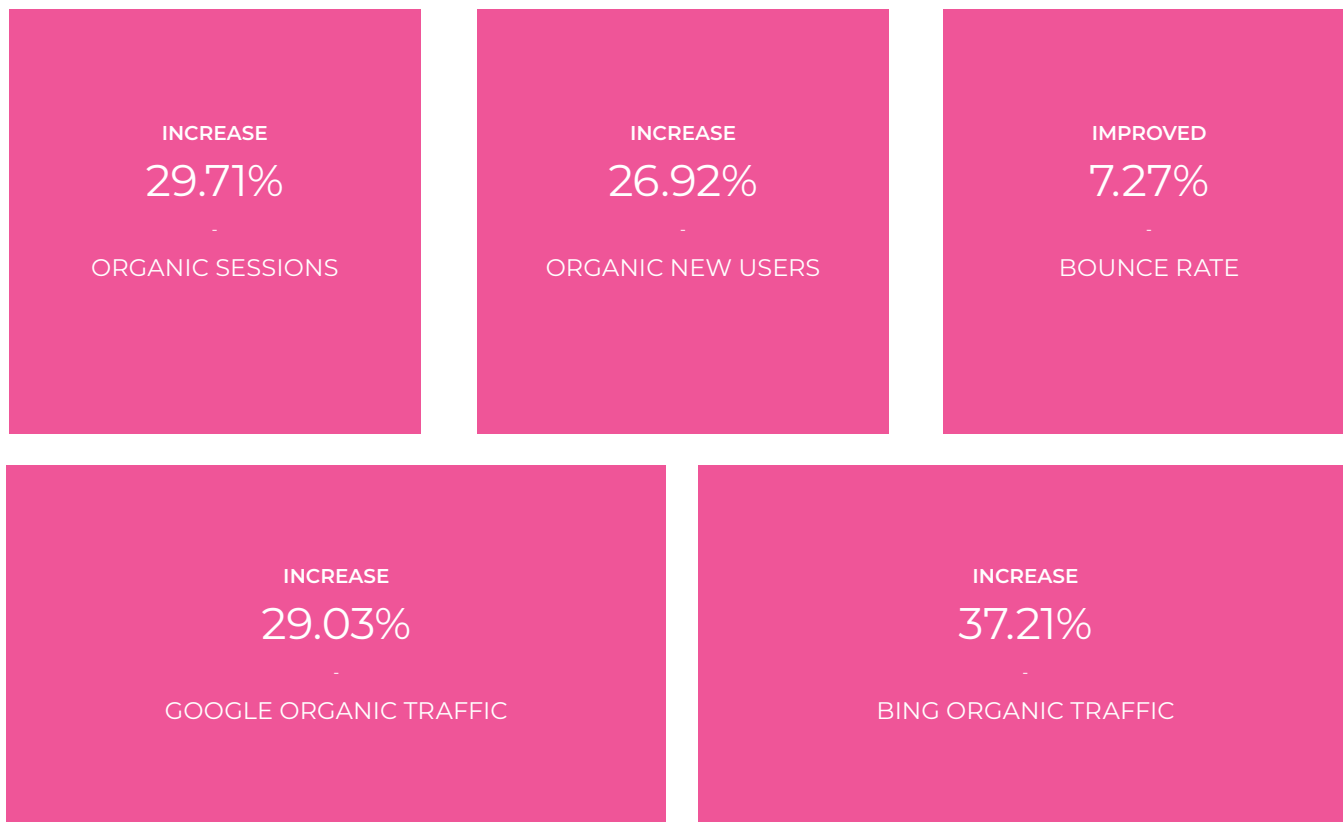 INCREASE
29.71%
-
ORGANIC SESSIONS
INCREASE
26.92%
-
ORGANIC NEW USERS
IMPROVED
7.27%
-
BOUNCE RATE
INCREASE
29.03%
-
GOOGLE ORGANIC TRAFFIC
INCREASE
37.21%
-
BING ORGANIC TRAFFIC